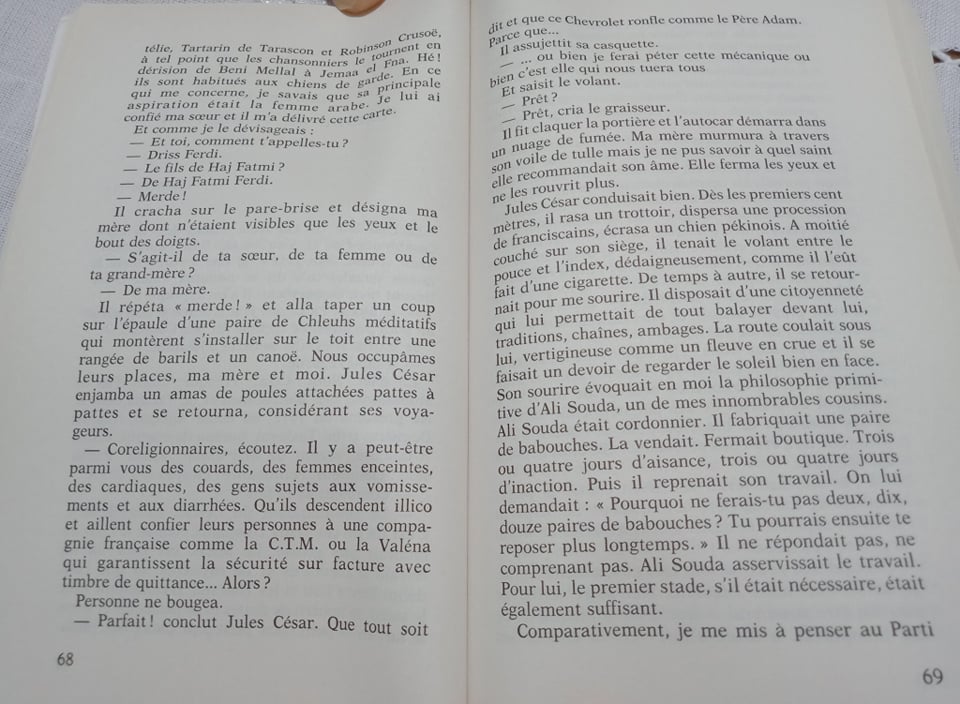 télie, Tartarin de Tarascon et Robinson Crusoë,
à tel point que les chansonniers le tournent en
dérision de Beni Mellal à Jemaa el Fna. Hé!
ils sont habitués aux chiens de garde. En ce
qui me concerne, je savais que sa principale
aspiration était la femme arabe. Je lui ai
confié ma sœur et il m'a délivré cette carte.
Et comme je le dévisageais :
— Et toi, comment t'appelles-tu ?
— Driss Ferdi.
— Le fils de Haj Fatmi ?
— De Haj Fatmi Ferdi.
— Merde !
Il cracha sur le pare-brise et désigna ma
mère dont n'étaient visibles que les yeux et le
bout des doigts.
— S'agit-il de ta sœur, de ta femme ou de
ta grand-mère ?
— De ma mère.
Il répéta « merde ! » et alla taper un coup
sur l'épaule d'une paire de Chleuhs méditatifs
qui montèrent s'installer sur le toit entre une
rangée de barils et un canoë. Nous occupâmes
leurs places, ma mère et moi. Jules César
enjamba un amas de poules attachées pattes à
pattes et se retourna, considérant ses voya-
geurs.
— Coreligionnaires, écoutez. Il y a peut-être
parmi vous des couards, des femmes enceintes,
des cardiaques, des gens sujets aux vomisse-
ments et aux diarrhées. Qu'ils descendent illico
et aillent confier leurs personnes à une compa-
gnie française comme la C.T.M. ou la Valéna
qui garantissent la sécurité sur facture avec
timbre de quittance... Alors ?
Personne ne bougea.
— Parfait ! conclut Jules César. Que tout soit
68
dit et que ce Chevrolet ronfle comme le Père Adam.
Parce que...
Il assujettit sa casquette.
— ... ou bien je ferai péter cette mécanique ou
bien c'est elle qui nous tuera tous
Et saisit le volant.
— Prêt ?
— Prêt, cria le graisseur.
Il fit claquer la portière et l'autocar démarra dans
un nuage de fumée. Ma mère murmura à travers
son voile de tulle mais je ne pus savoir à quel saint
elle recommandait son âme. Elle ferma les yeux et
ne les rouvrit plus.
Jules César conduisait bien. Dès les premiers cent
mètres, il rasa un trottoir, dispersa une procession
de franciscains, écrasa un chien pékinois. A moitié
couché sur son siège, il tenait le volant entre le
pouce et l'index, dédaigneusement, comme il l'eût
fait d'une cigarette. De temps à autre, il se retour-
nait pour me sourire. Il disposait d'une citoyenneté
qui lui permettait de tout balayer devant lui,
traditions, chaînes, ambages. La route coulait sous
lui, vertigineuse comme un fleuve en crue et il se
faisait un devoir de regarder le soleil bien en face.
Son sourire évoquait en moi la philosophie primi-
tive d'Ali Souda, un de mes innombrables cousins.
Ali Souda était cordonnier. Il fabriquait une paire
de babouches. La vendait. Fermait boutique. Trois
ou quatre jours d'aisance, trois ou quatre jours
d'inaction. Puis il reprenait son travail. On lui
demandait : « Pourquoi ne ferais-tu pas deux, dix,
douze paires de babouches ? Tu pourrais ensuite te
reposer plus longtemps. » Il ne répondait pas, ne
comprenant pas. Ali Souda asservissait le travail.
Pour lui, le premier stade, s'il était nécessaire, était
également suffisant.
Comparativement, je me mis à penser au Parti
69